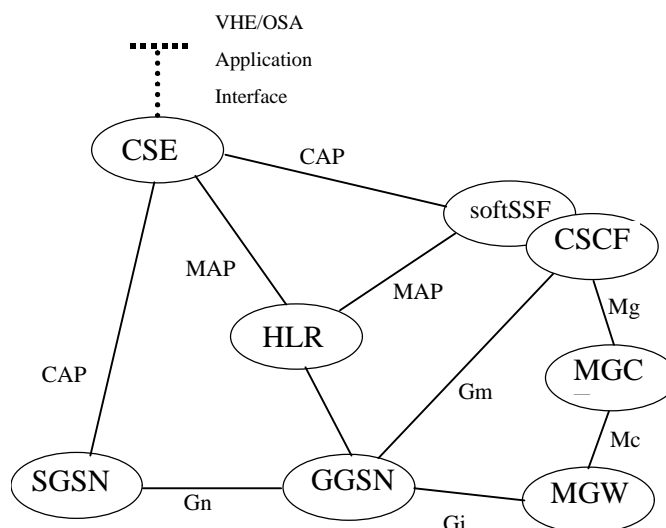 VHE/OSA
Application
Interface
CSE
CAP
softSSF
CSCF
MAP
MAP
Mg
HLR
MGC
CAP
Gm
Mc
SGSN
GGSN
MGW
Gn
Gi